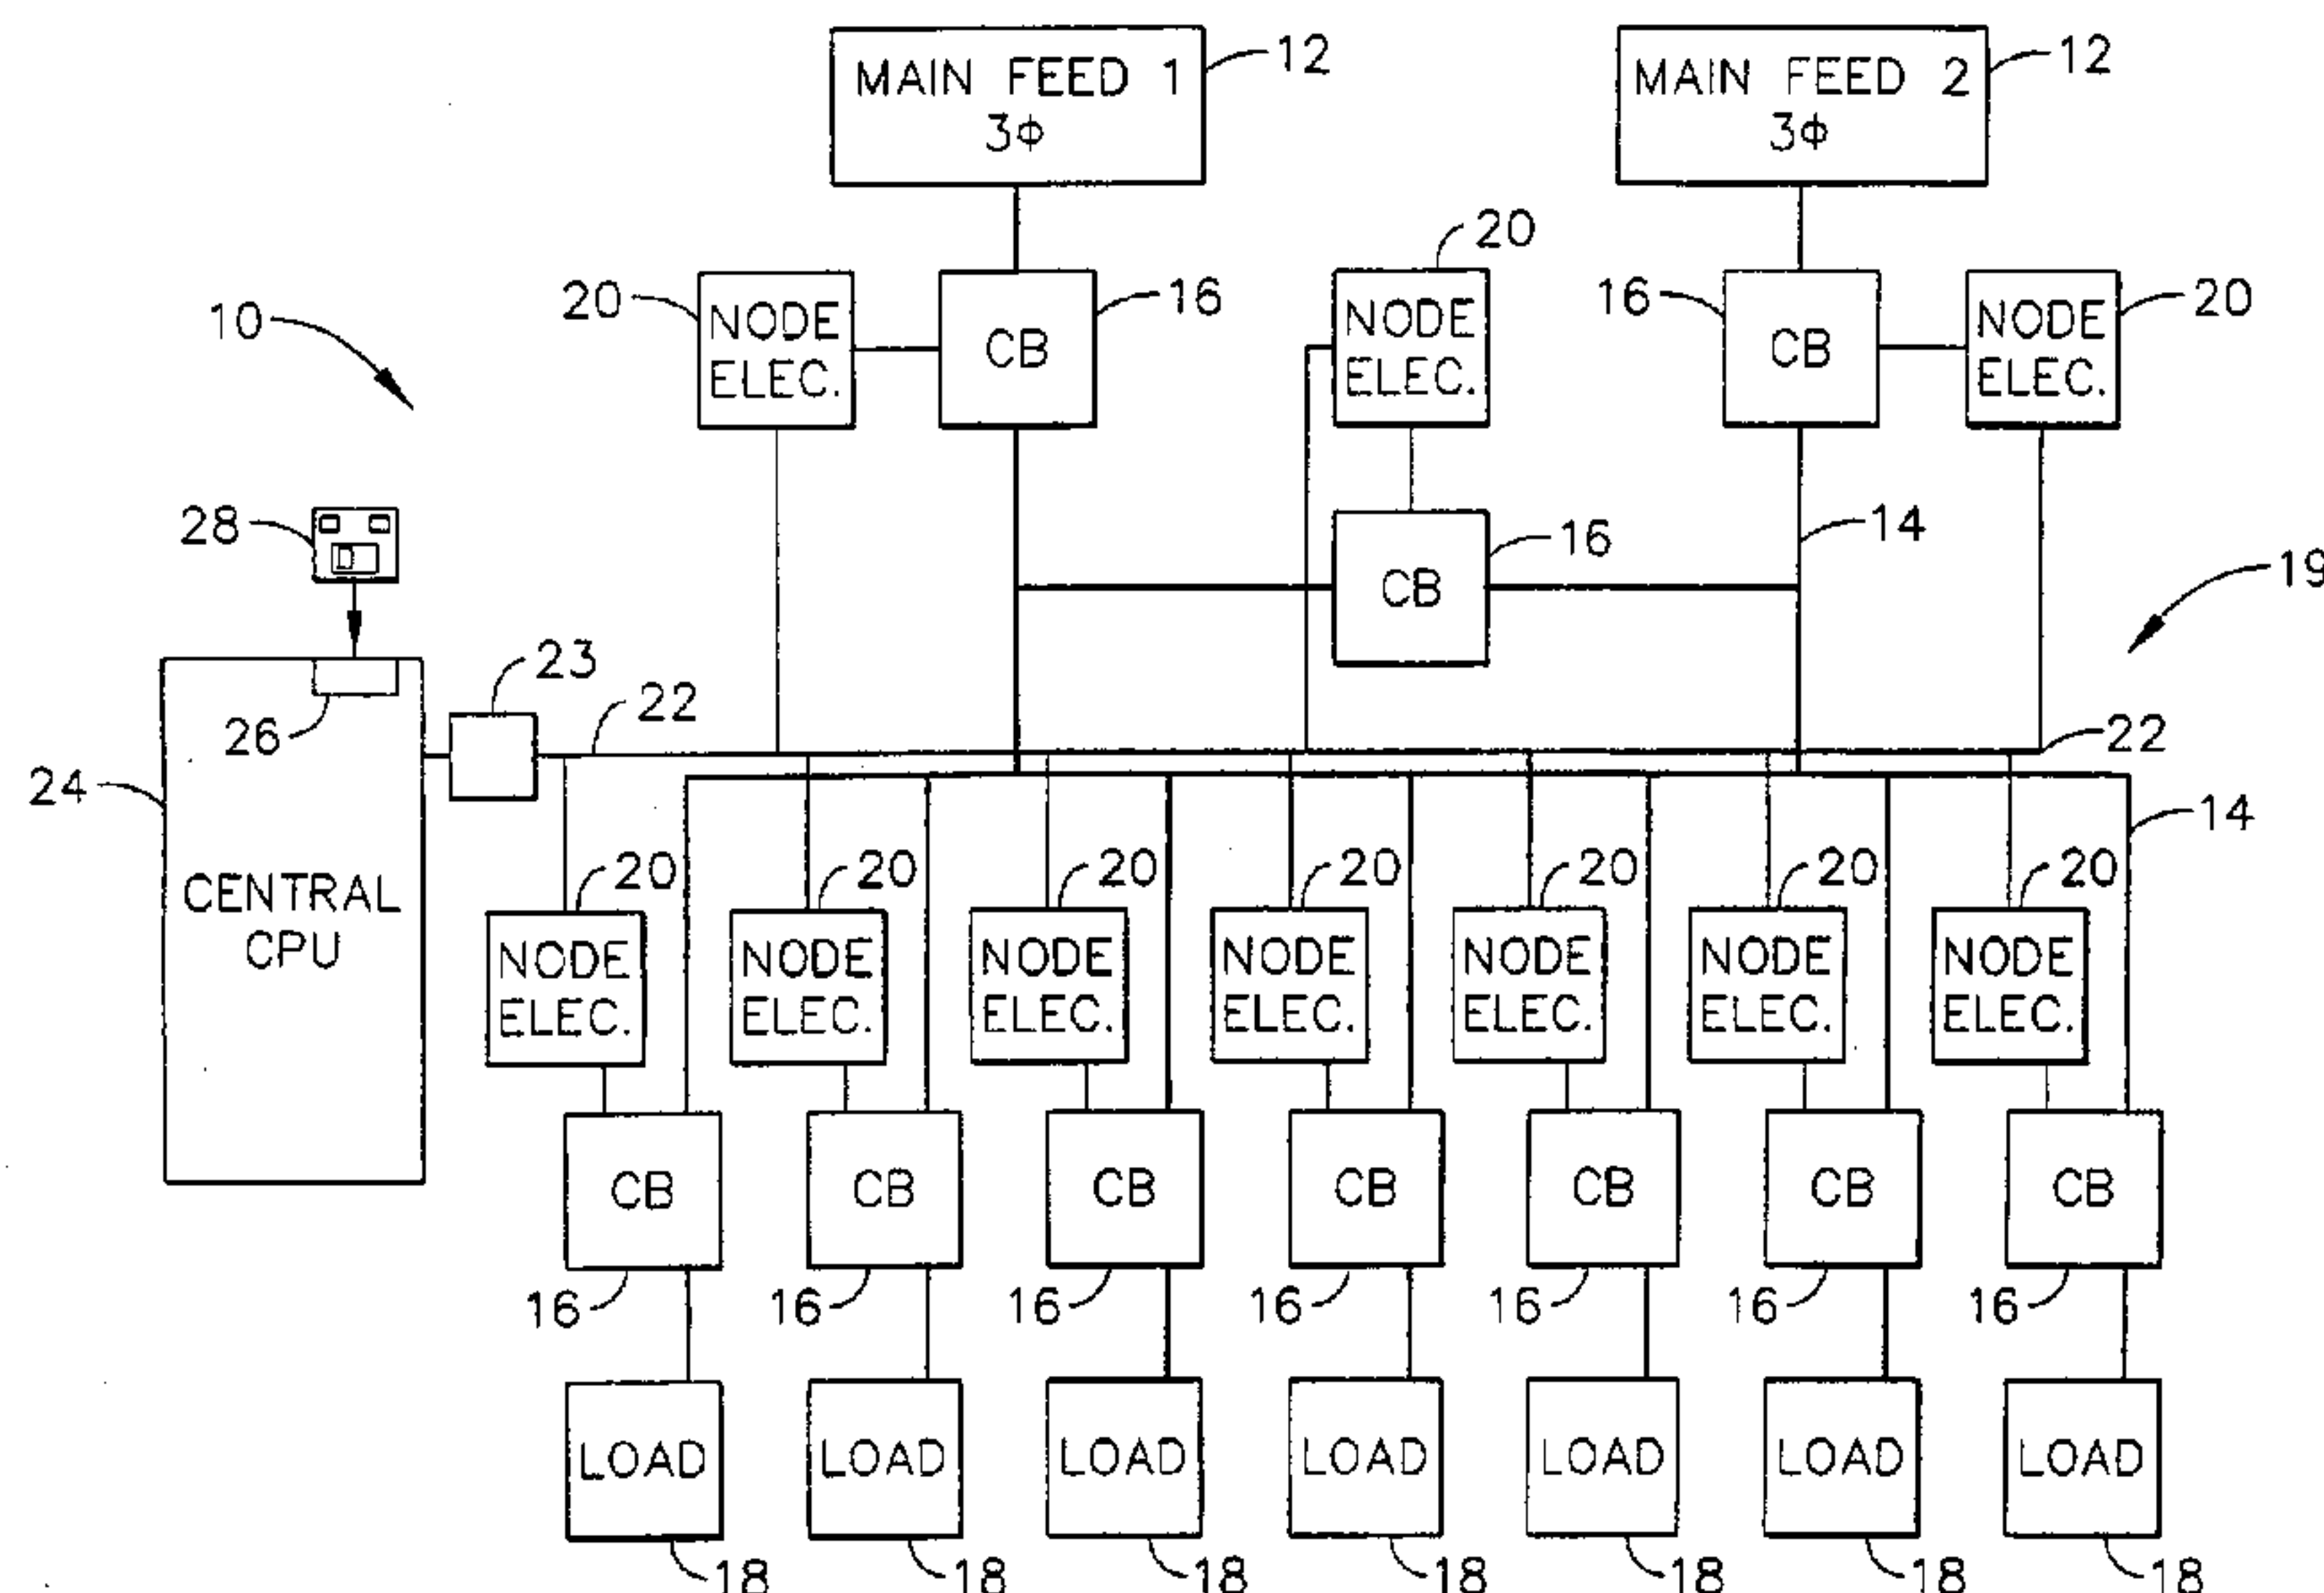 MAIN FEED 1
3Φ
12
MAIN FEED 2
3Φ
12
20
NODE
ELEC.
CB
16
20
NODE
ELEC.
16
CB
NODE
ELEC.
20
10
28
CB
16
14
19
23
22
22
26
24
CENTRAL
CPU
14
20
20
20
20
20
20
20
NODE
ELEC.
NODE
ELEC.
NODE
ELEC.
NODE
ELEC.
NODE
ELEC.
NODE
ELEC.
NODE
ELEC.
CB
CB
CB
CB
CB
CB
CB
16
16
16
16
16
16
16
LOAD
LOAD
LOAD
LOAD
LOAD
LOAD
LOAD
18
18
18
18
18
18
18